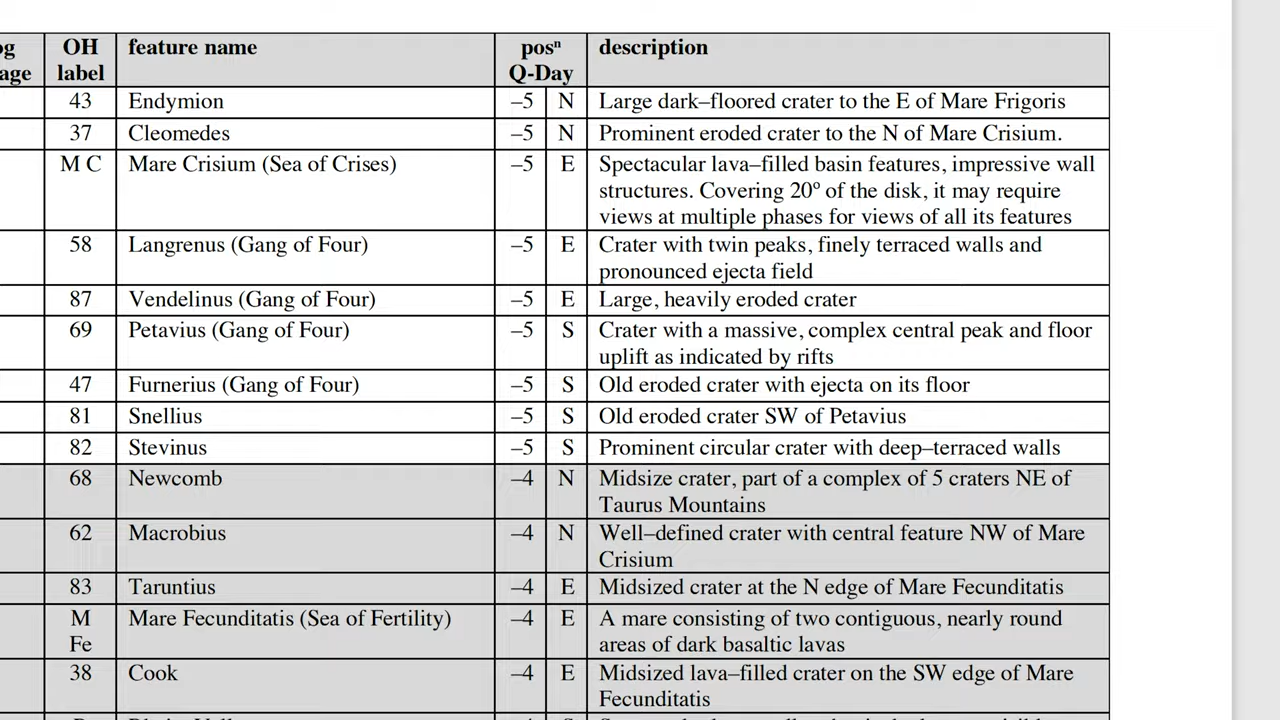 og OH feature name posⁿ description
age label Q-Day
43 Endymion –5 N Large dark–floored crater to the E of Mare Frigoris
37 Cleomedes –5 N Prominent eroded crater to the N of Mare Crisium.
M C Mare Crisium (Sea of Crises) –5 E Spectacular lava–filled basin features, impressive wall
structures. Covering 20º of the disk, it may require
views at multiple phases for views of all its features
58 Langrenus (Gang of Four) –5 E Crater with twin peaks, finely terraced walls and
pronounced ejecta field
87 Vendelinus (Gang of Four) –5 E Large, heavily eroded crater
69 Petavius (Gang of Four) –5 S Crater with a massive, complex central peak and floor
uplift as indicated by rifts
47 Furnerius (Gang of Four) –5 S Old eroded crater with ejecta on its floor
81 Snellius –5 S Old eroded crater SW of Petavius
82 Stevinus –5 S Prominent circular crater with deep–terraced walls
68 Newcomb –4 N Midsize crater, part of a complex of 5 craters NE of
Taurus Mountains
62 Macrobius –4 N Well–defined crater with central feature NW of Mare
Crisium
83 Taruntius –4 E Midsized crater at the N edge of Mare Fecunditatis
M Mare Fecunditatis (Sea of Fertility) –4 E A mare consisting of two contiguous, nearly round
Fe areas of dark basaltic lavas
38 Cook –4 E Midsized lava–filled crater on the SW edge of Mare
Fecunditatis